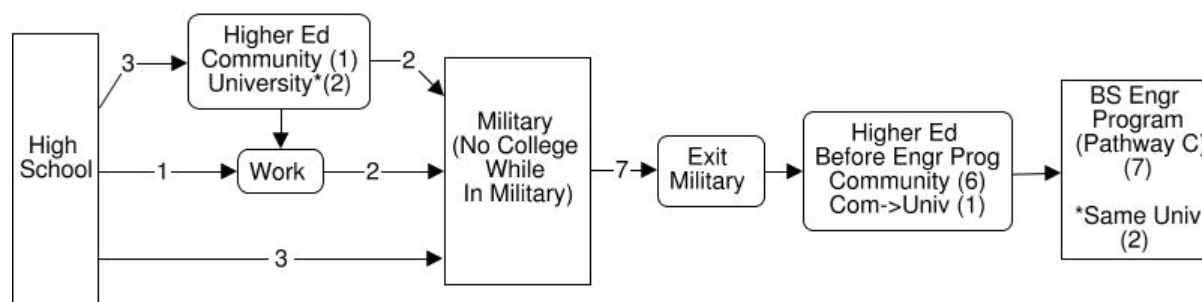 High
School
3
1
3
Higher Ed
Community (1)
University*(2)
Work
2
2
Military
(No College
While
In Military)
7
Exit
Military
Higher Ed
Before Engr Prog
Community (6)
Com->Univ (1)
BS Engr
Program
(Pathway C)
(7)
*Same Univ
(2)